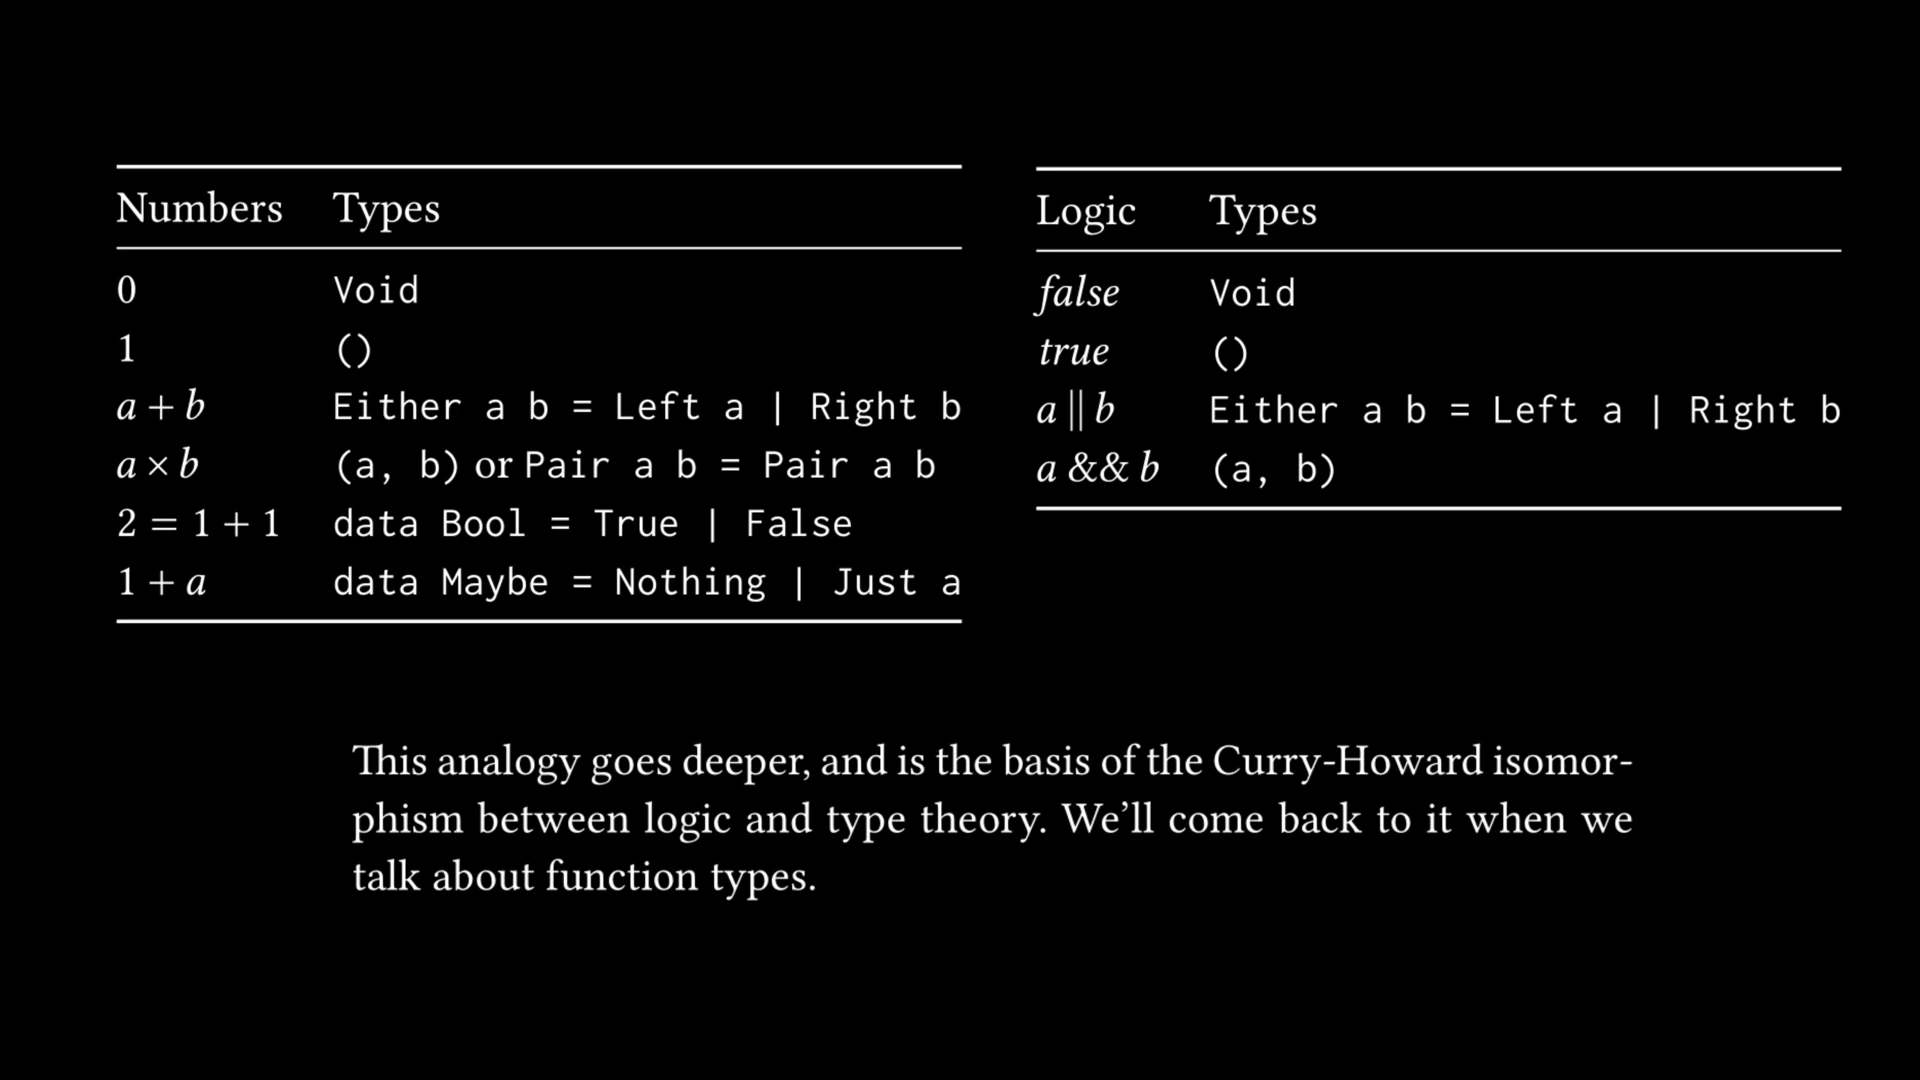 Numbers Types
0 Void
1 ()
a + b Either a b = Left a | Right b
a × b (a, b) or Pair a b = Pair a b
2 = 1 + 1 data Bool = True | False
1 + a data Maybe = Nothing | Just a
Logic Types
false Void
true ()
a || b Either a b = Left a | Right b
a && b (a, b)
This analogy goes deeper, and is the basis of the Curry-Howard isomor-
phism between logic and type theory. We’ll come back to it when we
talk about function types.